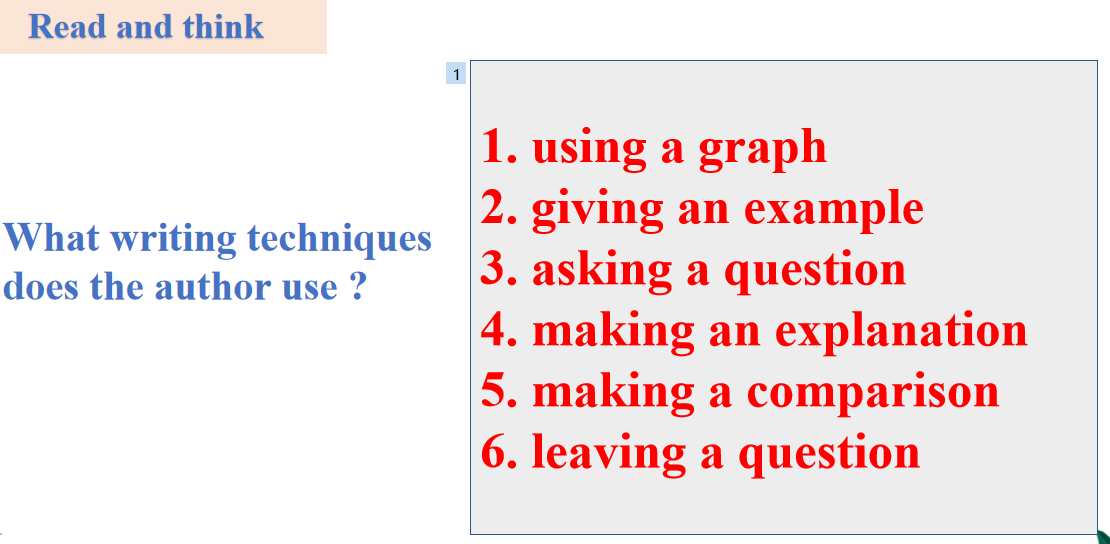 Read and think
1
What writing techniques
does the author use ?
1. using a graph
2. giving an example
3. asking a question
4. making an explanation
5. making a comparison
6. leaving a question